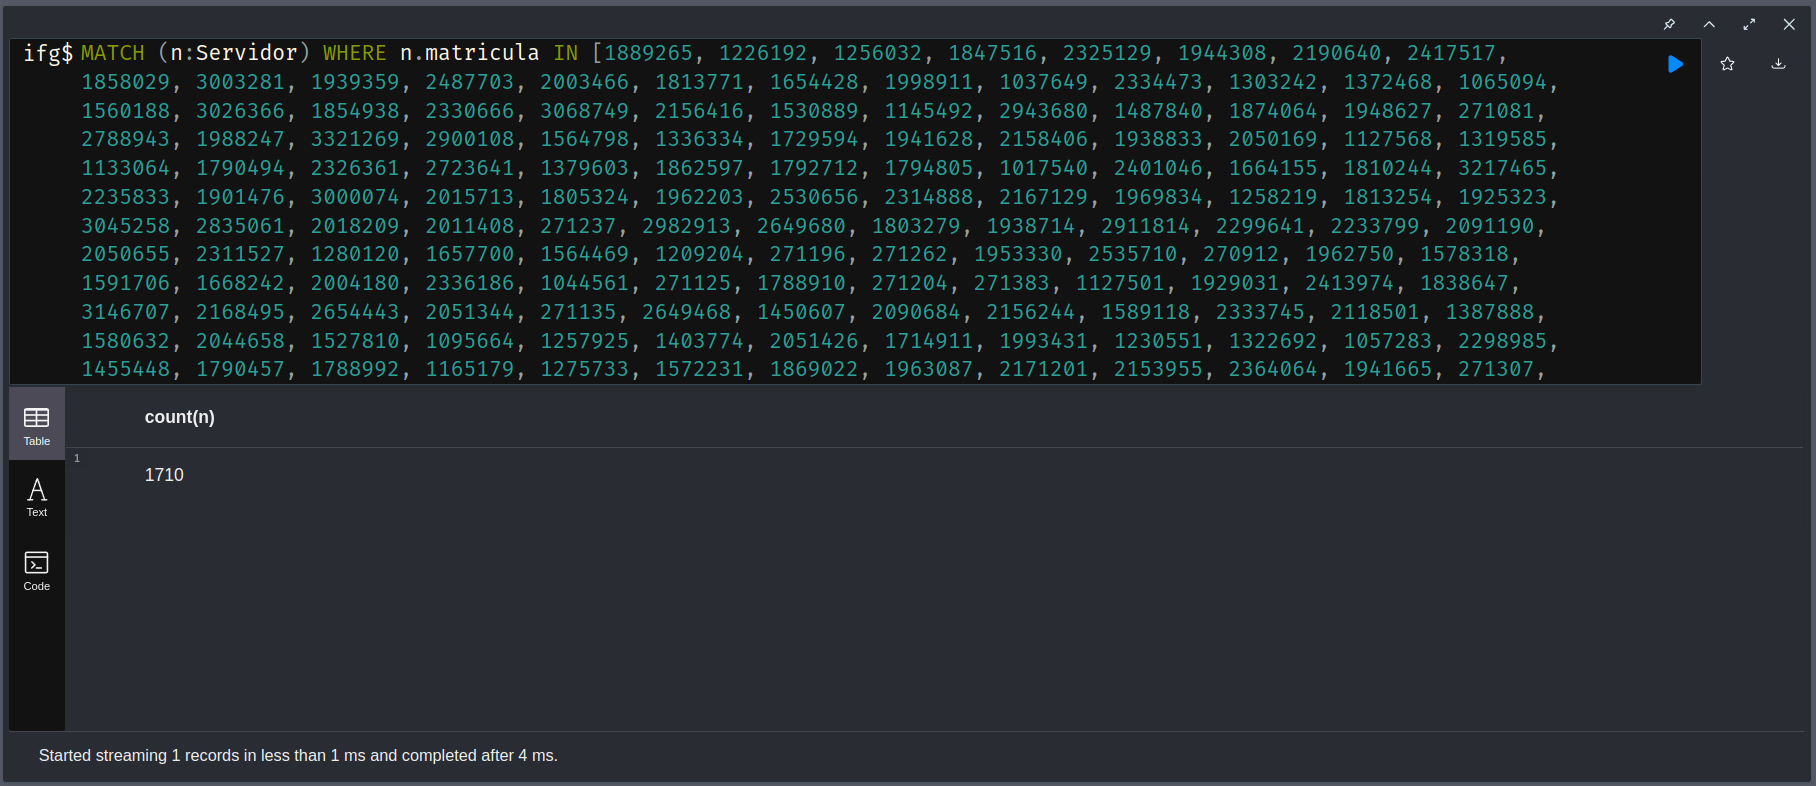 ifg$ MATCH (n:Servidor) WHERE n.matricula IN [1889265, 1226192, 1256032, 1847516, 2325129, 1944308, 2190640, 2417517,
1858029, 3003281, 1939359, 2487703, 2003466, 1813771, 1654428, 1998911, 1037649, 2334473, 1303242, 1372468, 1065094,
1560188, 3026366, 1854938, 2330666, 3068749, 2156416, 1530889, 1145492, 2943680, 1487840, 1874064, 1948627, 271081,
2788943, 1988247, 3321269, 2900108, 1564798, 1336334, 1729594, 1941628, 2158406, 1938833, 2050169, 1127568, 1319585,
1133064, 1790494, 2326361, 2723641, 1379603, 1862597, 1792712, 1794805, 1017540, 2401046, 1664155, 1810244, 3217465,
2235833, 1901476, 3000074, 2015713, 1805324, 1962203, 2530656, 2314888, 2167129, 1969834, 1258219, 1813254, 1925323,
3045258, 2835061, 2018209, 2011408, 271237, 2982913, 2649680, 1803279, 1938714, 2911814, 2299641, 2233799, 2091190,
2050655, 2311527, 1280120, 1657700, 1564469, 1209204, 271196, 271262, 1953330, 2535710, 270912, 1962750, 1578318,
1591706, 1668242, 2004180, 2336186, 1044561, 271125, 1788910, 271204, 271383, 1127501, 1929031, 2413974, 1838647,
3146707, 2168495, 2654443, 2051344, 271135, 2649468, 1450607, 2090684, 2156244, 1589118, 2333745, 2118501, 1387888,
1580632, 2044658, 1527810, 1095664, 1257925, 1403774, 2051426, 1714911, 1993431, 1230551, 1322692, 1057283, 2298985,
1455448, 1790457, 1788992, 1165179, 1275733, 1572231, 1869022, 1963087, 2171201, 2153955, 2364064, 1941665, 271307,
Table
count(n)
1
1710
Text
Code
Started streaming 1 records in less than 1 ms and completed after 4 ms.